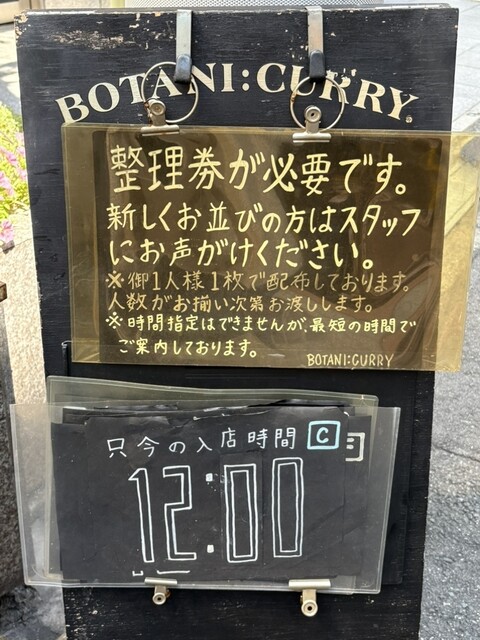 BOTANI:CURRY
整理券が必要です。
新しくお並びの方はスタッフ
にお声がけください。
※御1人様1枚で配布しております。
人数がお揃い次第お渡しします。
※時間指定はできませんが、最短の時間で
ご案内しております。
BOTANI:CURRY
只今の入店時間 C
12:00